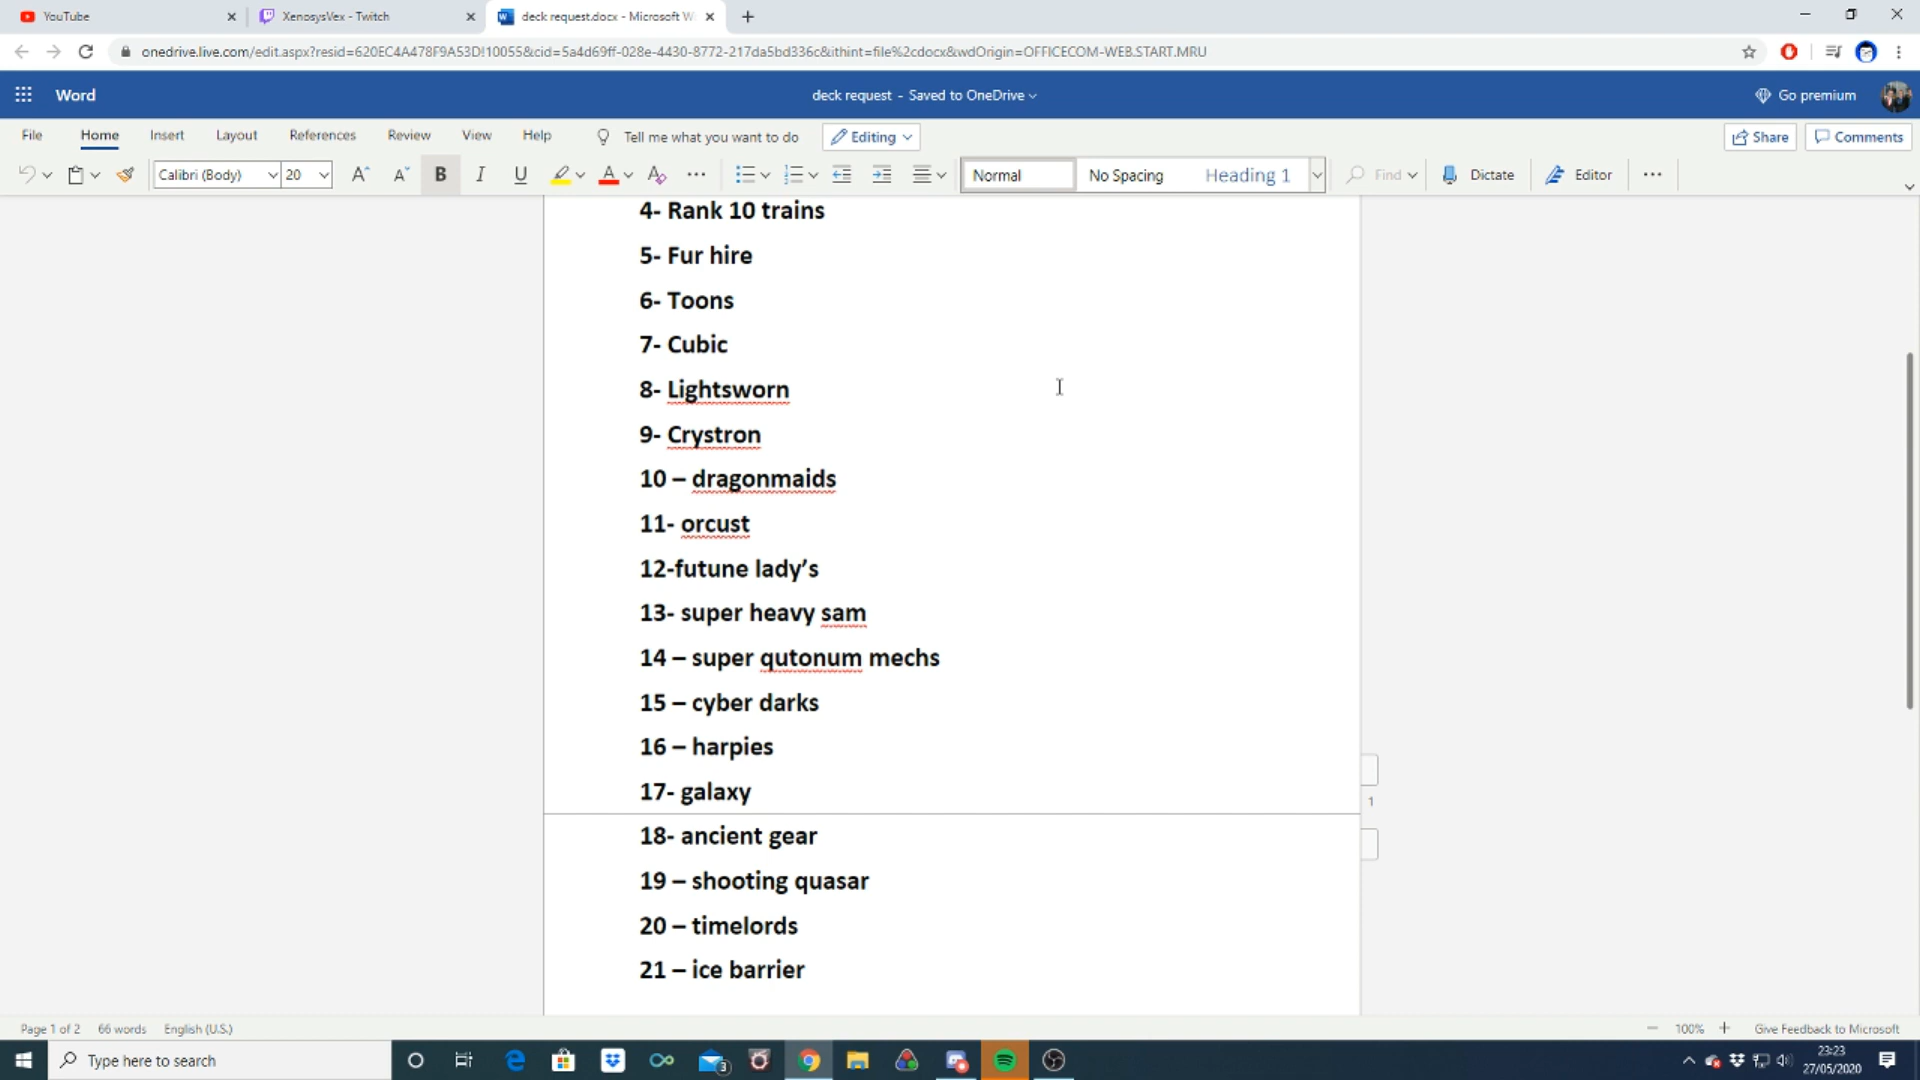 YouTube
XenosysVex - Twitch
deck request.docx - Microsoft W
onedrive.live.com/edit.aspx?resid=620EC4A478F9A53D!10055&cid=5a4d69ff-028e-4430-8772-217da5bd336c&ithint=file%2cdocx&wdOrigin=OFFICECOM-WEB.START.MRU
Word
deck request - Saved to OneDrive
Go premium
File Home Insert Layout References Review View Help Tell me what you want to do Editing Share Comments
Calibri (Body) 20 B I U A Normal No Spacing Heading 1 Find Dictate Editor
4- Rank 10 trains
5- Fur hire
6- Toons
7- Cubic
8- Lightsworn
9- Crystron
10 – dragonmaids
11- orcust
12-futune lady’s
13- super heavy sam
14 – super qutonum mechs
15 – cyber darks
16 – harpies
17- galaxy
1
18- ancient gear
19 – shooting quasar
20 – timelords
21 – ice barrier
Page 1 of 2 66 words English (U.S.) 100% Give Feedback to Microsoft
Type here to search
3
23:23
27/05/2020